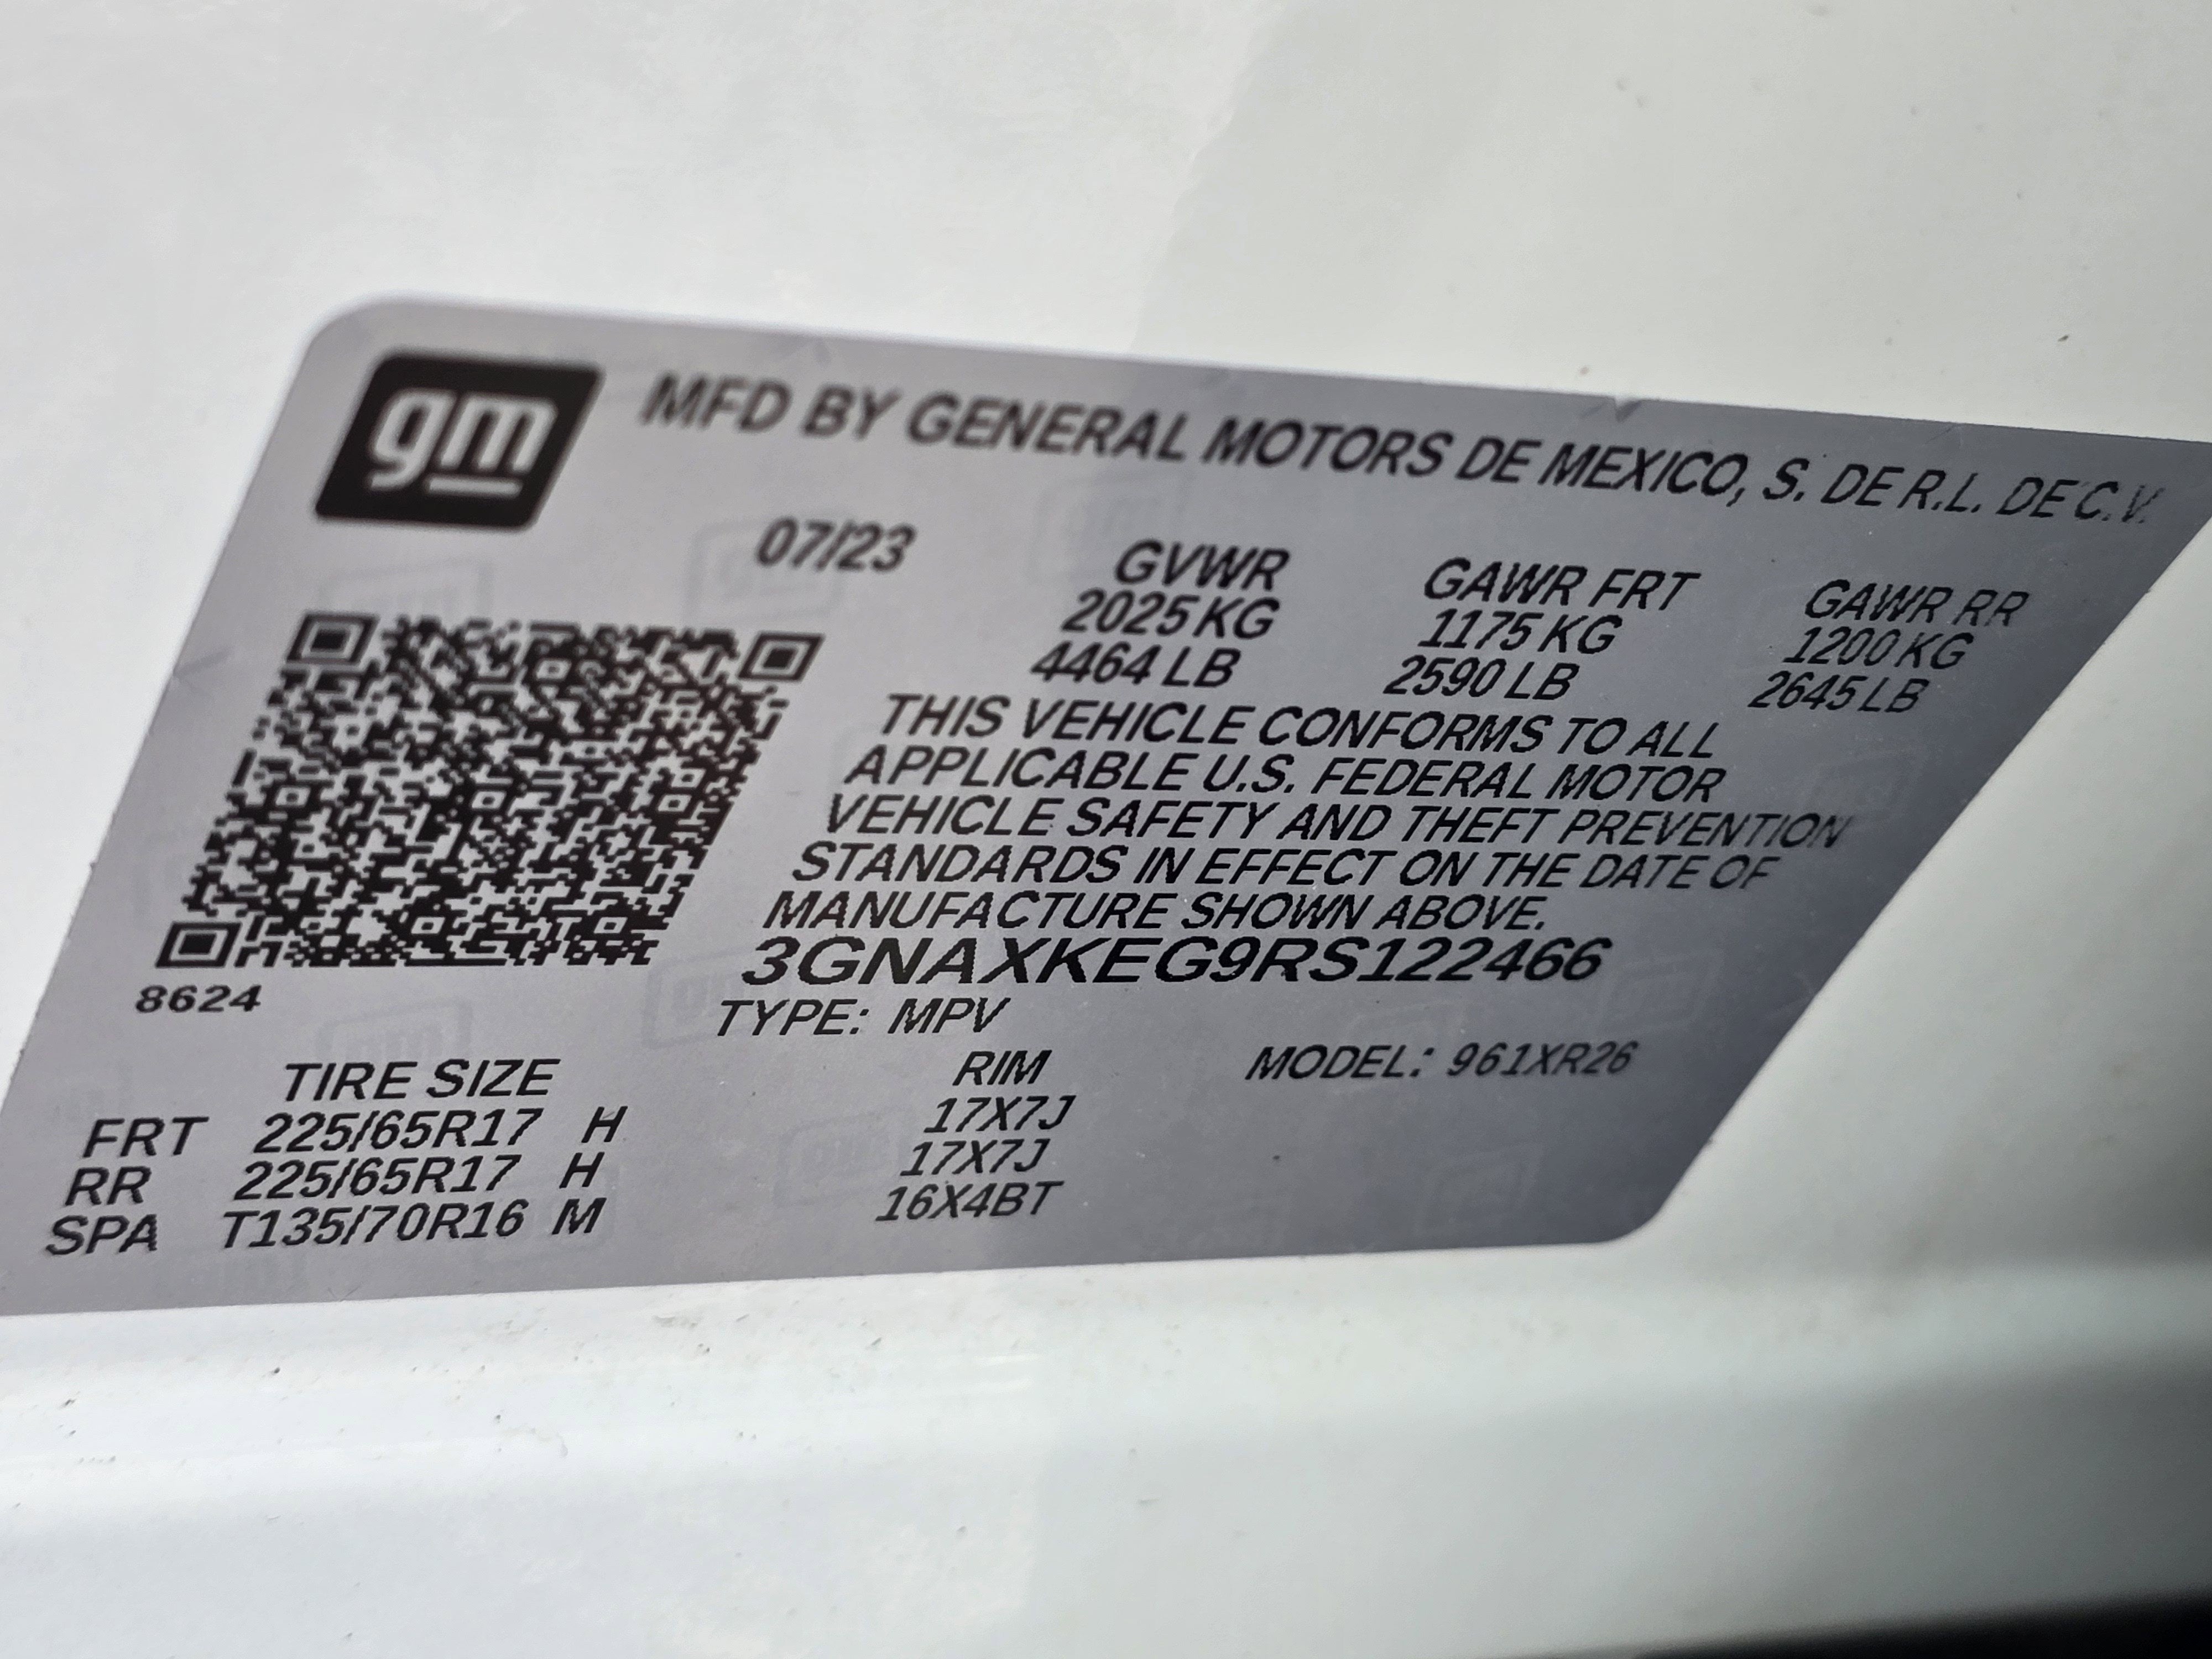 gm MFD BY GENERAL MOTORS DE MEXICO, S. DE R.L. DE C.V.
07/23 GVWR GAWR FRT GAWR RR
2025 KG 1175 KG 1200 KG
4464 LB 2590 LB 2645 LB
THIS VEHICLE CONFORMS TO ALL
APPLICABLE U.S. FEDERAL MOTOR
VEHICLE SAFETY AND THEFT PREVENTION
STANDARDS IN EFFECT ON THE DATE OF
MANUFACTURE SHOWN ABOVE.
3GNAXKEG9RS122466
8624
TYPE: MPV
MODEL: 961XR26
TIRE SIZE RIM
FRT 225/65R17 H 17X7J
RR 225/65R17 H 17X7J
SPA T135/70R16 M 16X4BT